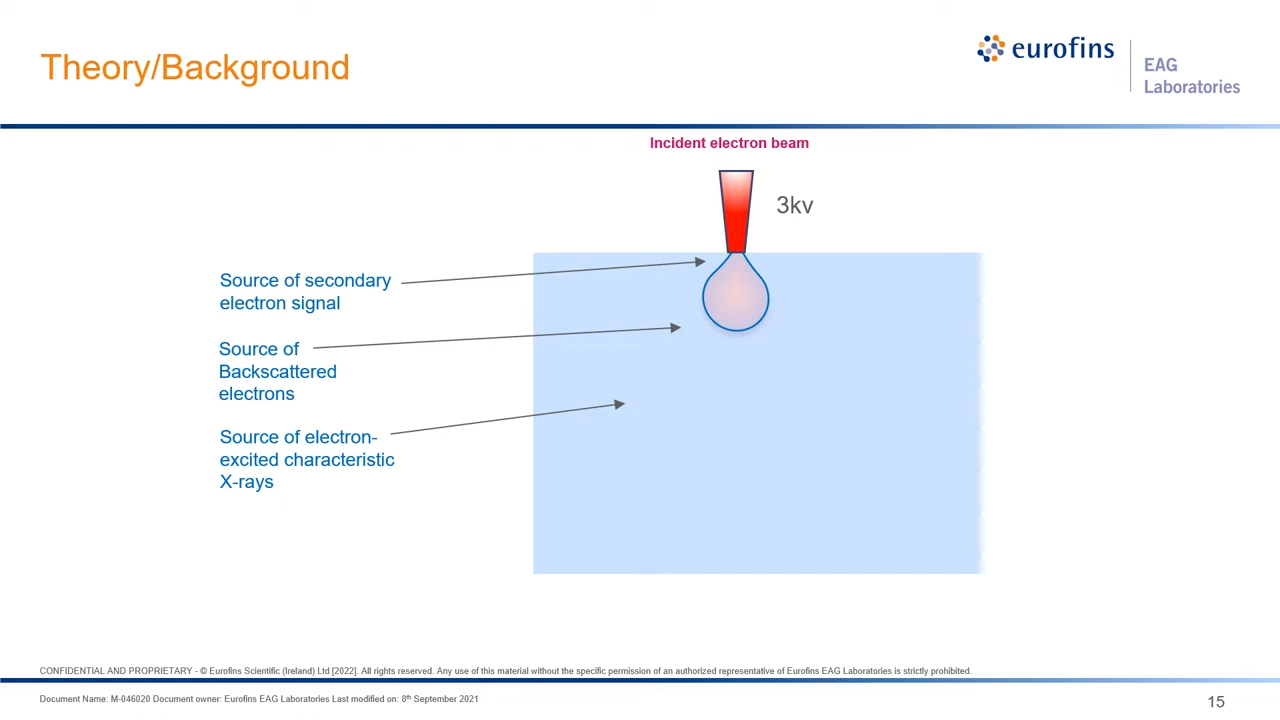 Theory/Background
eurofins
EAG
Laboratories
Incident electron beam
3kv
Source of secondary
electron signal
Source of
Backscattered
electrons
Source of electron-
excited characteristic
X-rays
CONFIDENTIAL AND PROPRIETARY - © Eurofins Scientific (Ireland) Ltd [2022]. All rights reserved. Any use of this material without the specific permission of an authorized representative of Eurofins EAG Laboratories is strictly prohibited.
Document Name: M-046020 Document owner: Eurofins EAG Laboratories Last modified on: 8th September 2021
15